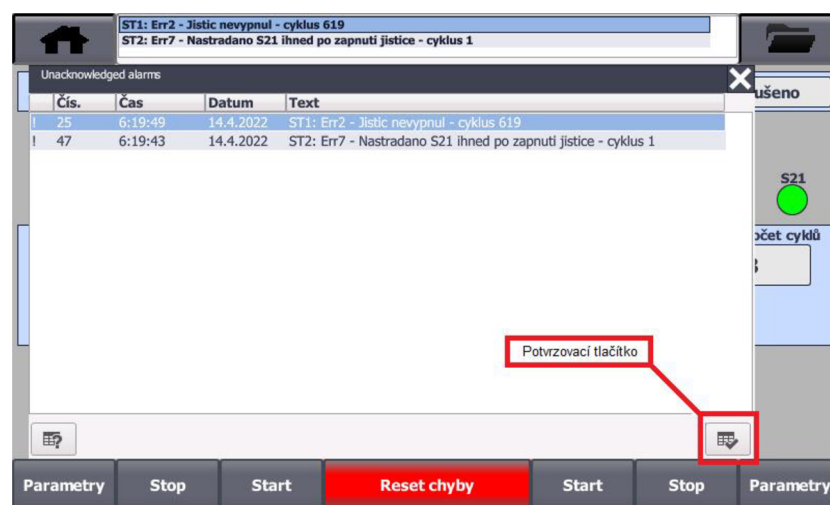 ST1: Err2 - Jistic nevypnul - cyklus 619
ST2: Err7 - Nastradano S21 ihned po zapnuti jistice - cyklus 1
Unacknowledged alarms
Čís. Čas Datum Text
! 25 6:19:49 14.4.2022 ST1: Err2 - Jistic nevypnul - cyklus 619
! 47 6:19:43 14.4.2022 ST2: Err7 - Nastradano S21 ihned po zapnuti jistice - cyklus 1
ušeno
S21
očet cyklů
Potvrzovací tlačítko
?
Parametry Stop Start Reset chyby Start Stop Parametry